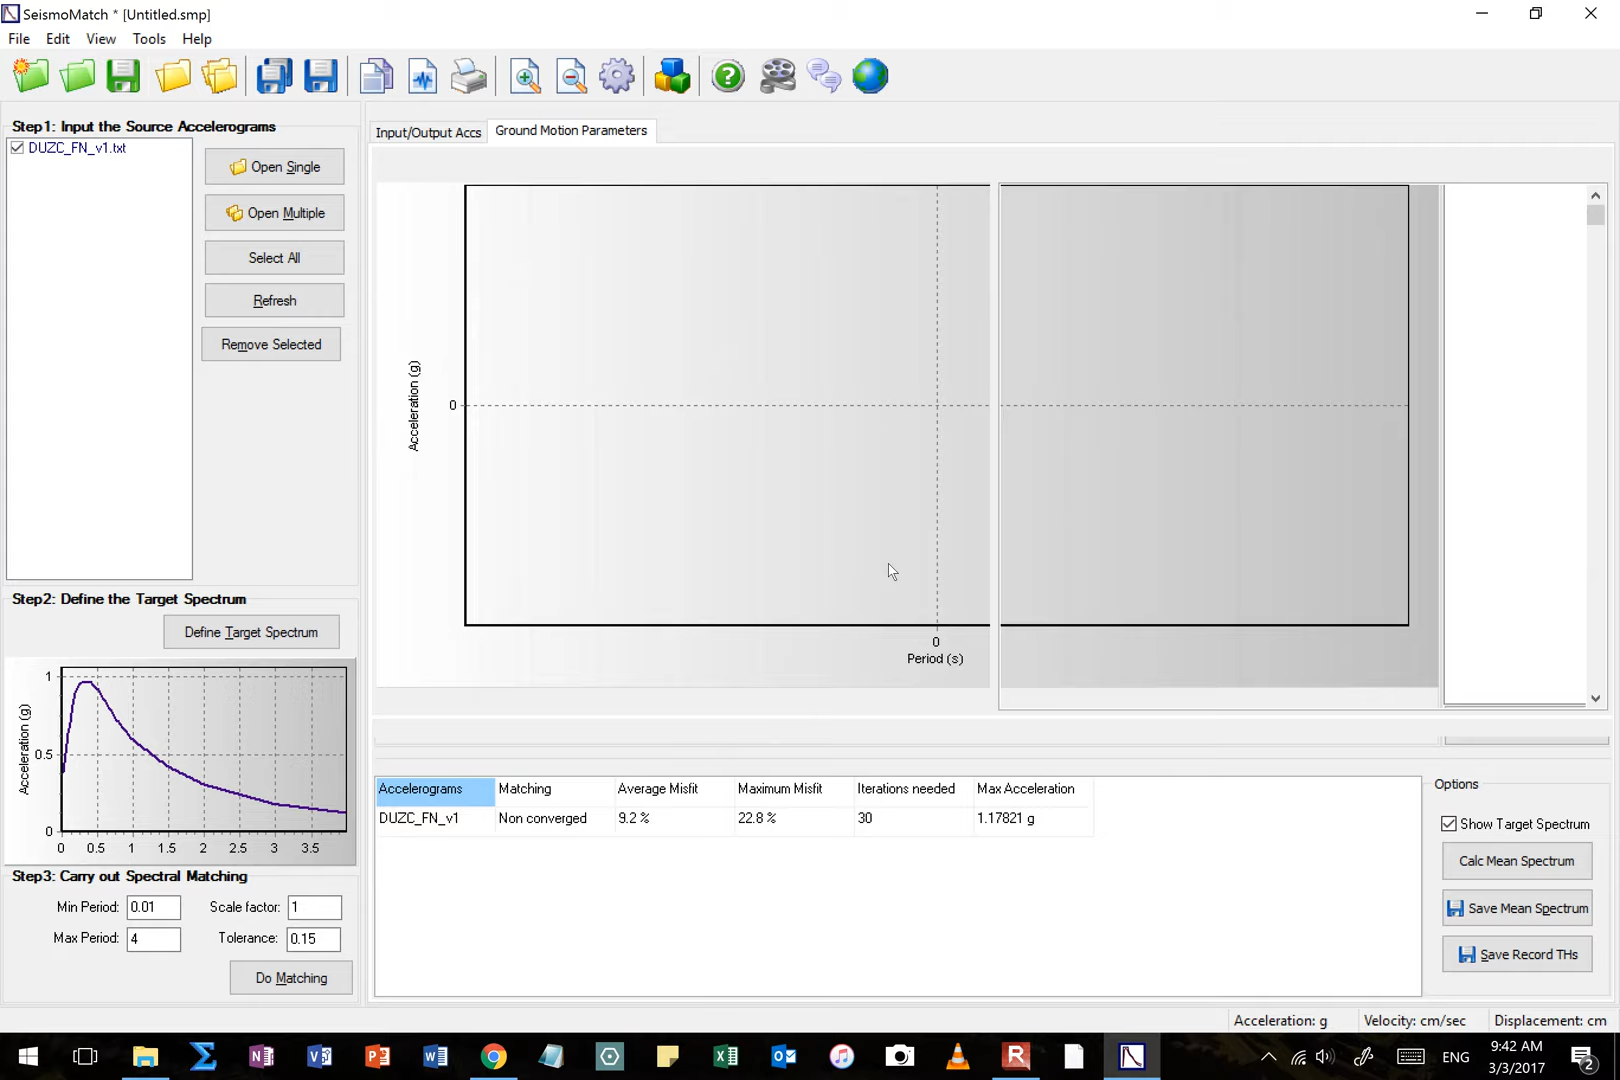 SeismoMatch * [Untitled.smp]
File Edit View Tools Help
Step1: Input the Source Accelerograms
DUZC_FN_v1.txt
Open Single
Open Multiple
Select All
Refresh
Remove Selected
Step2: Define the Target Spectrum
Define Target Spectrum
Acceleration (g)
1
0.5
0
0 0.5 1 1.5 2 2.5 3 3.5
Step3: Carry out Spectral Matching
Min Period: 0.01 Scale factor: 1
Max Period: 4 Tolerance: 0.15
Do Matching
Input/Output Accs Ground Motion Parameters
Acceleration (g)
0
0
Period (s)
Accelerograms Matching Average Misfit Maximum Misfit Iterations needed Max Acceleration
DUZC_FN_v1 Non converged 9.2 % 22.8 % 30 1.17821 g
Options
Show Target Spectrum
Calc Mean Spectrum
Save Mean Spectrum
Save Record THs
Acceleration: g Velocity: cm/sec Displacement: cm
ENG
9:42 AM
3/3/2017
2